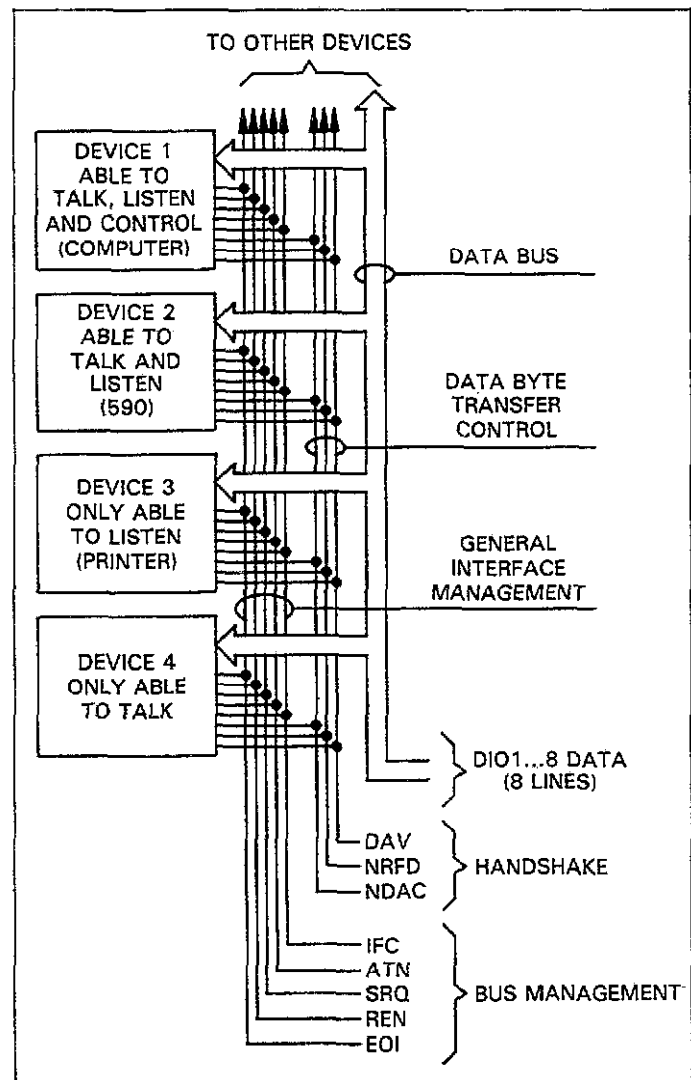 TO OTHER DEVICES
DEVICE 1
ABLE TO
TALK, LISTEN
AND CONTROL
(COMPUTER)
DATA BUS
DEVICE 2
ABLE TO
TALK AND
LISTEN
(590)
DATA BYTE
TRANSFER
CONTROL
DEVICE 3
ONLY ABLE
TO LISTEN
(PRINTER)
GENERAL
INTERFACE
MANAGEMENT
DEVICE 4
ONLY ABLE
TO TALK
DIO1...8 DATA
(8 LINES)
DAV
NRFD
NDAC
HANDSHAKE
IFC
ATN
SRQ
REN
EOI
BUS MANAGEMENT